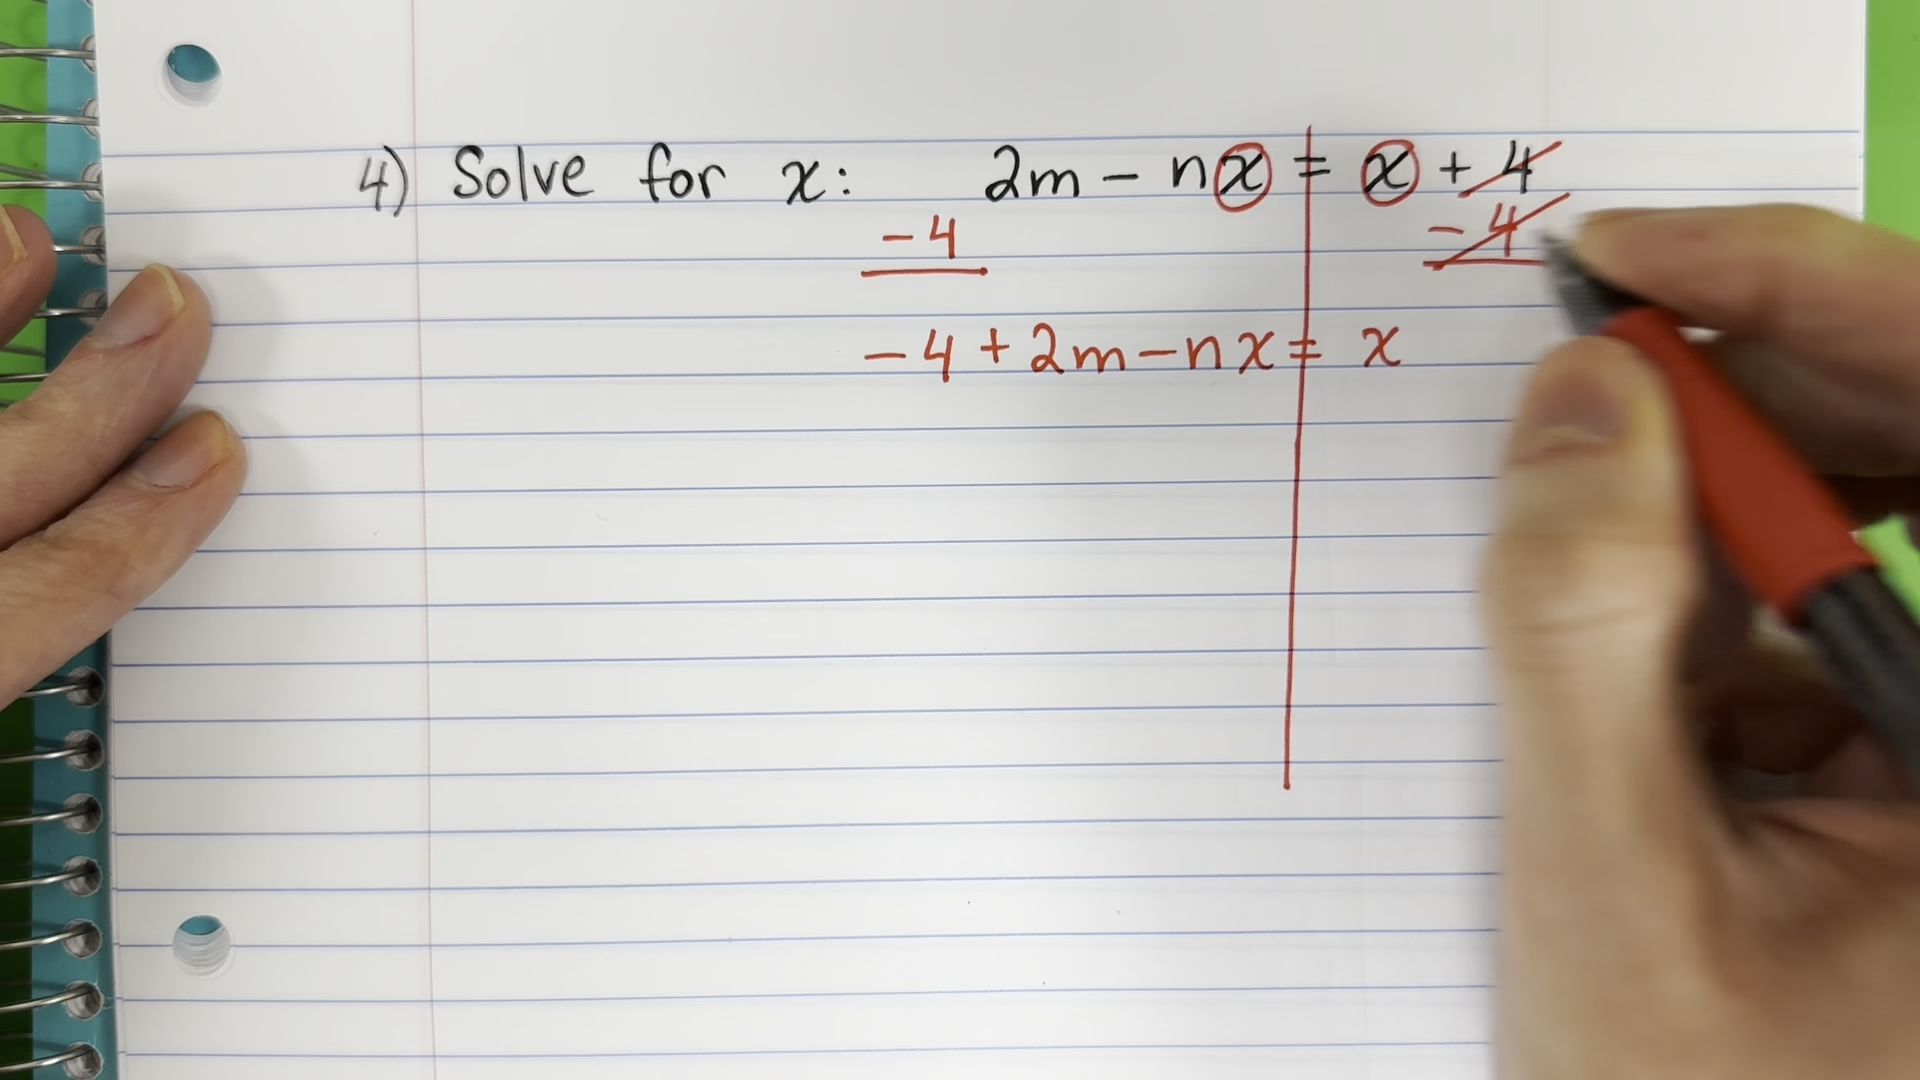 4) Solve for x: 2m - nx = x + 4
-4 -4
-4 + 2m - nx = x